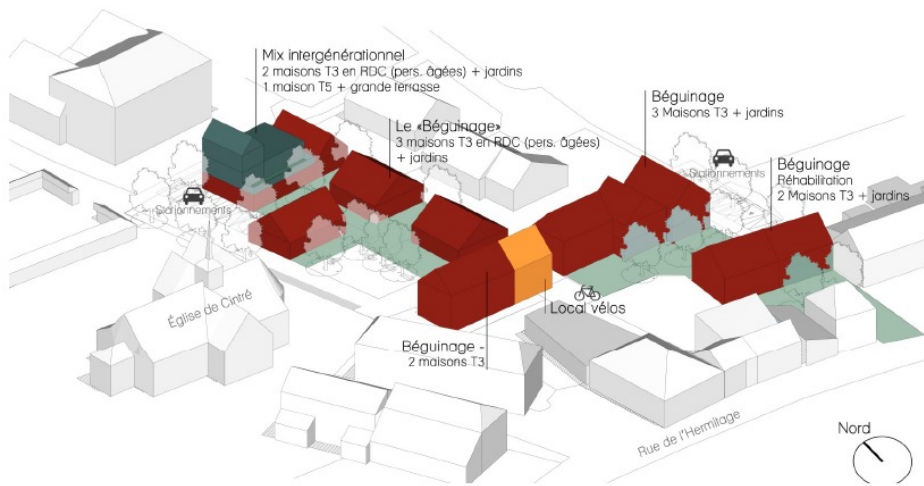 Mix intergénérationnel
2 maisons T3 en RDC (pers. âgées) + jardins
1 maison T5 + grande terrasse
Le «Béguinage»
3 maisons T3 en RDC (pers. âgées)
+ jardins
Béguinage
3 Maisons T3 + jardins
Stationnements
Béguinage
Réhabilitation
2 Maisons T3 + jardins
Stationnements
Église de Cintré
Local vélos
Béguinage -
2 maisons T3
Rue de l'Hermitage
Nord